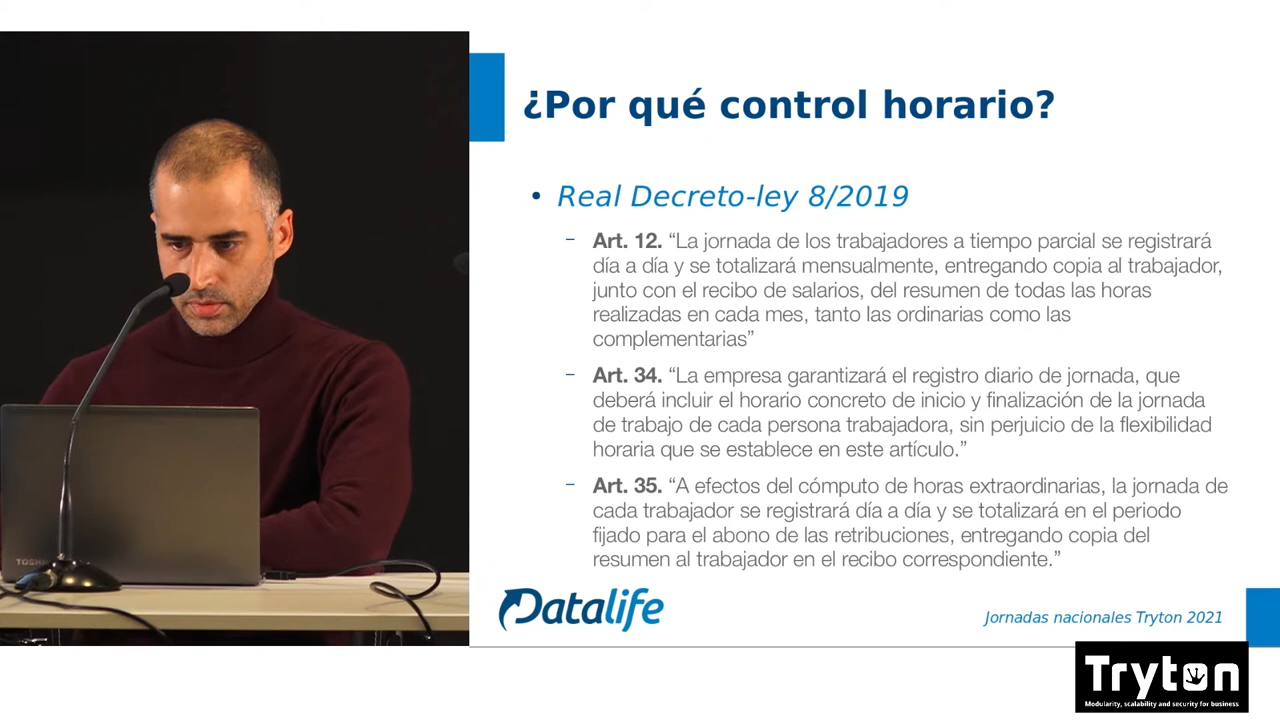 ¿Por qué control horario?
• Real Decreto-ley 8/2019
– Art. 12. “La jornada de los trabajadores a tiempo parcial se registrará
día a día y se totalizará mensualmente, entregando copia al trabajador,
junto con el recibo de salarios, del resumen de todas las horas
realizadas en cada mes, tanto las ordinarias como las
complementarias”
– Art. 34. “La empresa garantizará el registro diario de jornada, que
deberá incluir el horario concreto de inicio y finalización de la jornada
de trabajo de cada persona trabajadora, sin perjuicio de la flexibilidad
horaria que se establece en este artículo.”
– Art. 35. “A efectos del cómputo de horas extraordinarias, la jornada de
cada trabajador se registrará día a día y se totalizará en el periodo
fijado para el abono de las retribuciones, entregando copia del
resumen al trabajador en el recibo correspondiente.”
TOSHIBA
Datalife
Jornadas nacionales Tryton 2021
Tryton
Modularity, scalability and security for business